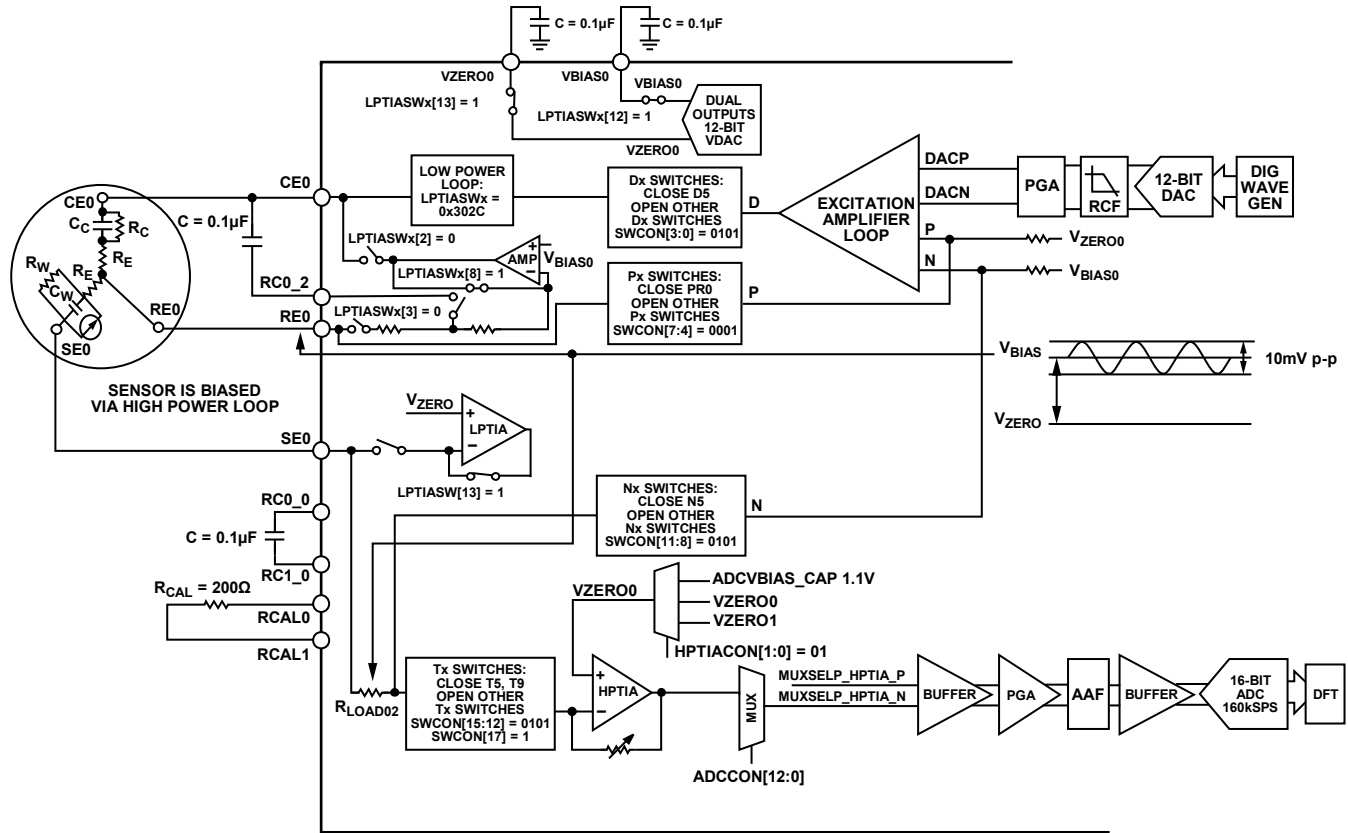 C = 0.1µF
C = 0.1µF
VZERO0
VBIAS0
LPTIASWx[13] = 1
VBIAS0
LPTIASWx[12] = 1
DUAL
OUTPUTS
12-BIT
VDAC
VZERO0
CE0
LOW POWER
LOOP:
LPTIASWx =
0x302C
Dx SWITCHES:
CLOSE D5
OPEN OTHER
Dx SWITCHES
SWCON[3:0] = 0101
D
EXCITATION
AMPLIFIER
LOOP
DACP
DACN
P
N
PGA
RCF
12-BIT
DAC
DIG
WAVE
GEN
VZERO0
VBIAS0
CE0
CC
RC
RE
RW
RE
CW
RE0
SE0
C = 0.1µF
LPTIASWx[2] = 0
AMP
+
–
VBIAS0
LPTIASWx[8] = 1
RC0_2
LPTIASWx[3] = 0
RE0
Px SWITCHES:
CLOSE PR0
OPEN OTHER
Px SWITCHES
SWCON[7:4] = 0001
P
SENSOR IS BIASED
VIA HIGH POWER LOOP
VBIAS
10mV p-p
VZERO
VZERO
+
LPTIA
–
SE0
LPTIASW[13] = 1
RC0_0
C = 0.1µF
RC1_0
Nx SWITCHES:
CLOSE N5
OPEN OTHER
Nx SWITCHES
SWCON[11:8] = 0101
N
RCAL = 200Ω
RCAL0
RCAL1
VZERO0
ADCVBIAS_CAP 1.1V
VZERO0
VZERO1
HPTIACON[1:0] = 01
RLOAD02
Tx SWITCHES:
CLOSE T5, T9
OPEN OTHER
Tx SWITCHES
SWCON[15:12] = 0101
SWCON[17] = 1
+
HPTIA
–
MUX
MUXSELP_HPTIA_P
MUXSELP_HPTIA_N
ADCCON[12:0]
BUFFER
PGA
AAF
BUFFER
16-BIT
ADC
160kSPS
DFT